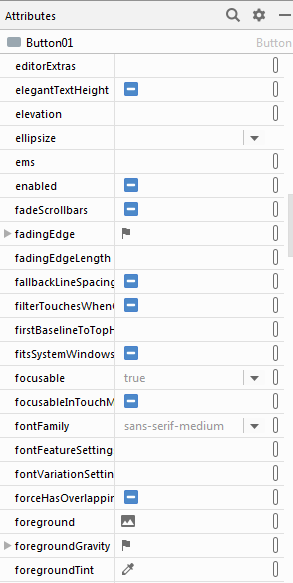 Attributes
Button01 Button
editorExtras
elegantTextHeight
elevation
ellipsize
ems
enabled
fadeScrollbars
fadingEdge
fadingEdgeLength
fallbackLineSpacing
filterTouchesWhen
firstBaselineToTopH
fitsSystemWindows
focusable true
focusableInTouchM
fontFamily sans-serif-medium
fontFeatureSetting
fontVariationSettin
forceHasOverlappin
foreground
foregroundGravity
foregroundTint